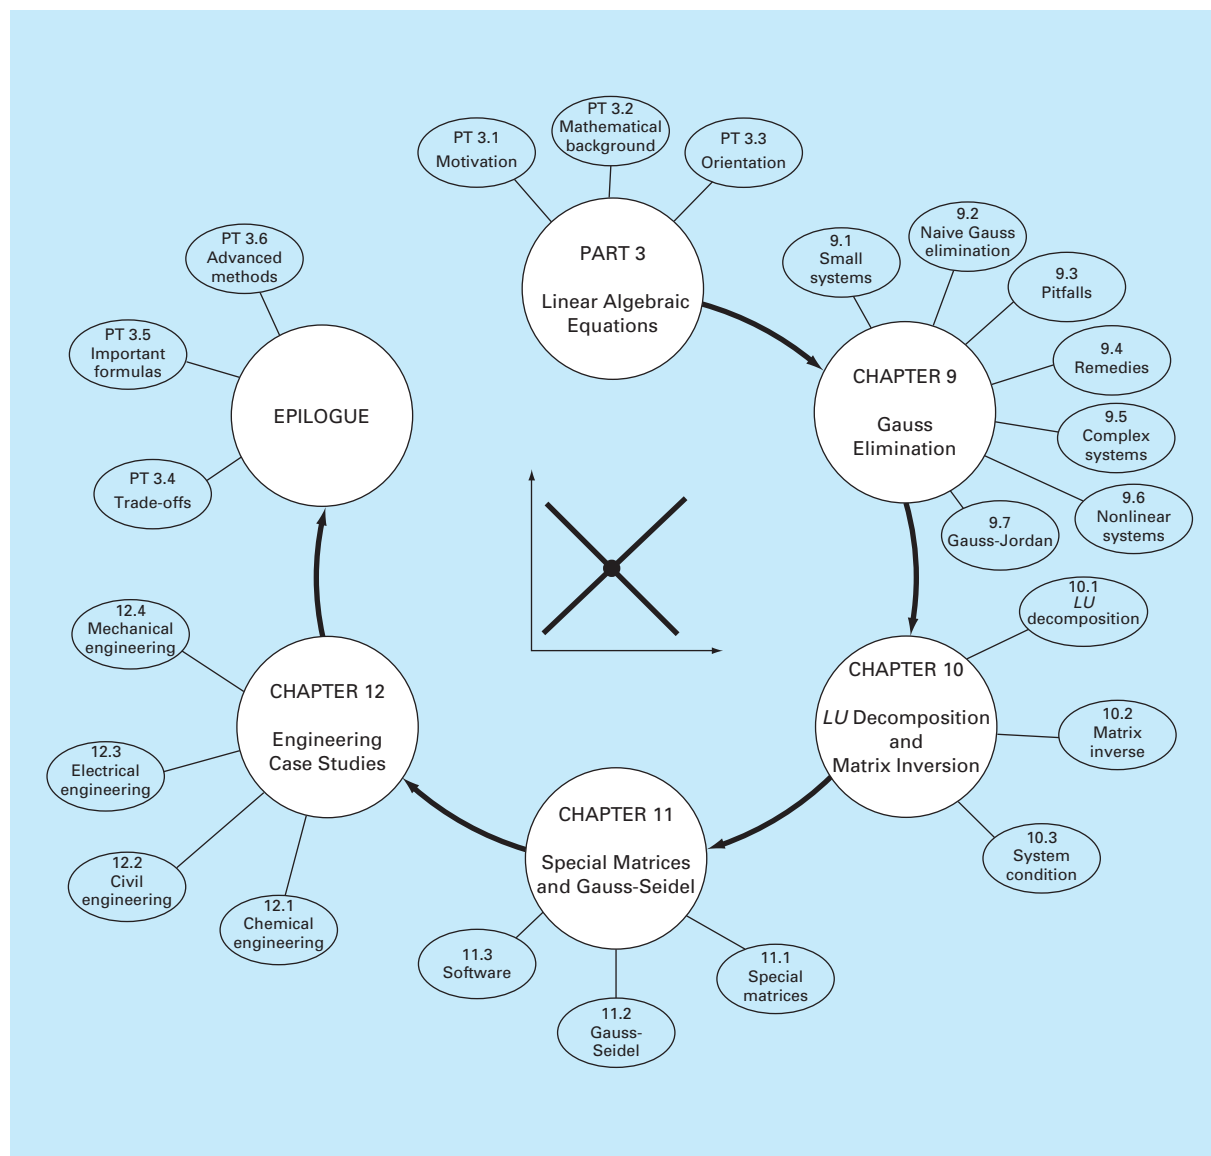 PT 3.1
Motivation
PT 3.2
Mathematical
background
PT 3.3
Orientation
PART 3
Linear Algebraic
Equations
9.1
Small
systems
9.2
Naive Gauss
elimination
9.3
Pitfalls
9.4
Remedies
9.5
Complex
systems
9.6
Nonlinear
systems
9.7
Gauss-Jordan
CHAPTER 9
Gauss
Elimination
10.1
LU
decomposition
10.2
Matrix
inverse
10.3
System
condition
CHAPTER 10
LU Decomposition
and
Matrix Inversion
CHAPTER 11
Special Matrices
and Gauss-Seidel
11.1
Special
matrices
11.2
Gauss-
Seidel
11.3
Software
CHAPTER 12
Engineering
Case Studies
12.1
Chemical
engineering
12.2
Civil
engineering
12.3
Electrical
engineering
12.4
Mechanical
engineering
EPILOGUE
PT 3.4
Trade-offs
PT 3.5
Important
formulas
PT 3.6
Advanced
methods